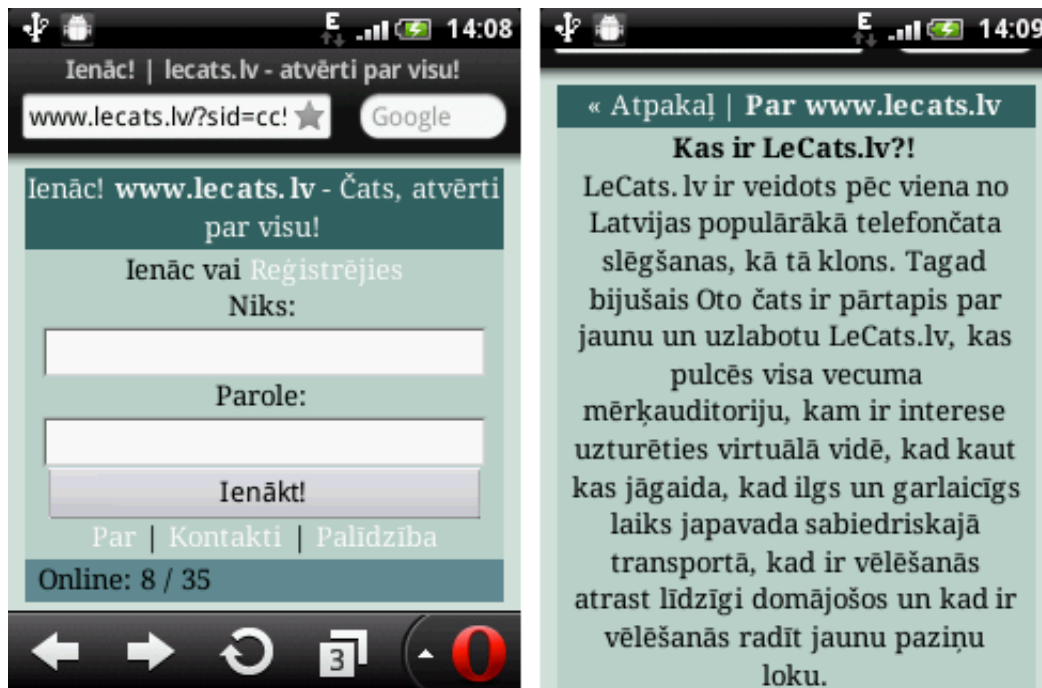 E
14:08
Ienāc! | lecats.lv - atvērti par visu!
www.lecats.lv/?sid=cc!
Google
Ienāc! www.lecats.lv - Čats, atvērti
par visu!
Ienāc vai Reģistrējies
Niks:
Parole:
Ienākt!
Par | Kontakti | Palīdzība
Online: 8 / 35
3
E
14:09
« Atpakaļ | Par www.lecats.lv
Kas ir LeCats.lv?!
LeCats.lv ir veidots pēc viena no
Latvijas populārākā telefončata
slēgšanas, kā tā klons. Tagad
bijušais Oto čats ir pārtapis par
jaunu un uzlabotu LeCats.lv, kas
pulcēs visa vecuma
mērķauditoriju, kam ir interese
uzturēties virtuālā vidē, kad kaut
kas jāgaida, kad ilgs un garlaicīgs
laiks japavada sabiedriskajā
transportā, kad ir vēlēšanās
atrast līdzīgi domājošos un kad ir
vēlēšanās radīt jaunu paziņu
loku.